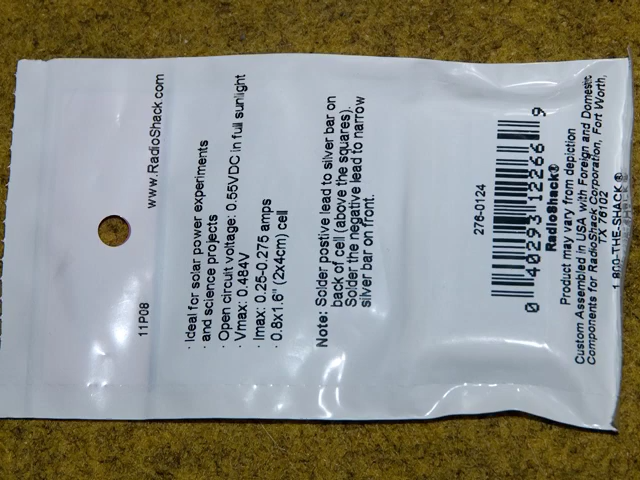 www.RadioShack.com
11P08
· Ideal for solar power experiments
· and science projects
· Open circuit voltage: 0.55VDC in full sunlight
· Vmax: 0.484V
· Imax: 0.25-0.275 amps
· 0.8x1.6" (2x4cm) cell
Note: Solder postive lead to silver bar on
back of cell (above the squares).
Solder the negative lead to narrow
silver bar on front.
276-0124
0 40293 12266 9
RadioShack®
Product may vary from depiction
Custom Assembled in USA with Foreign and Domestic
Components for RadioShack Corporation, Fort Worth,
TX 76102
1 800-THE-SHACK®